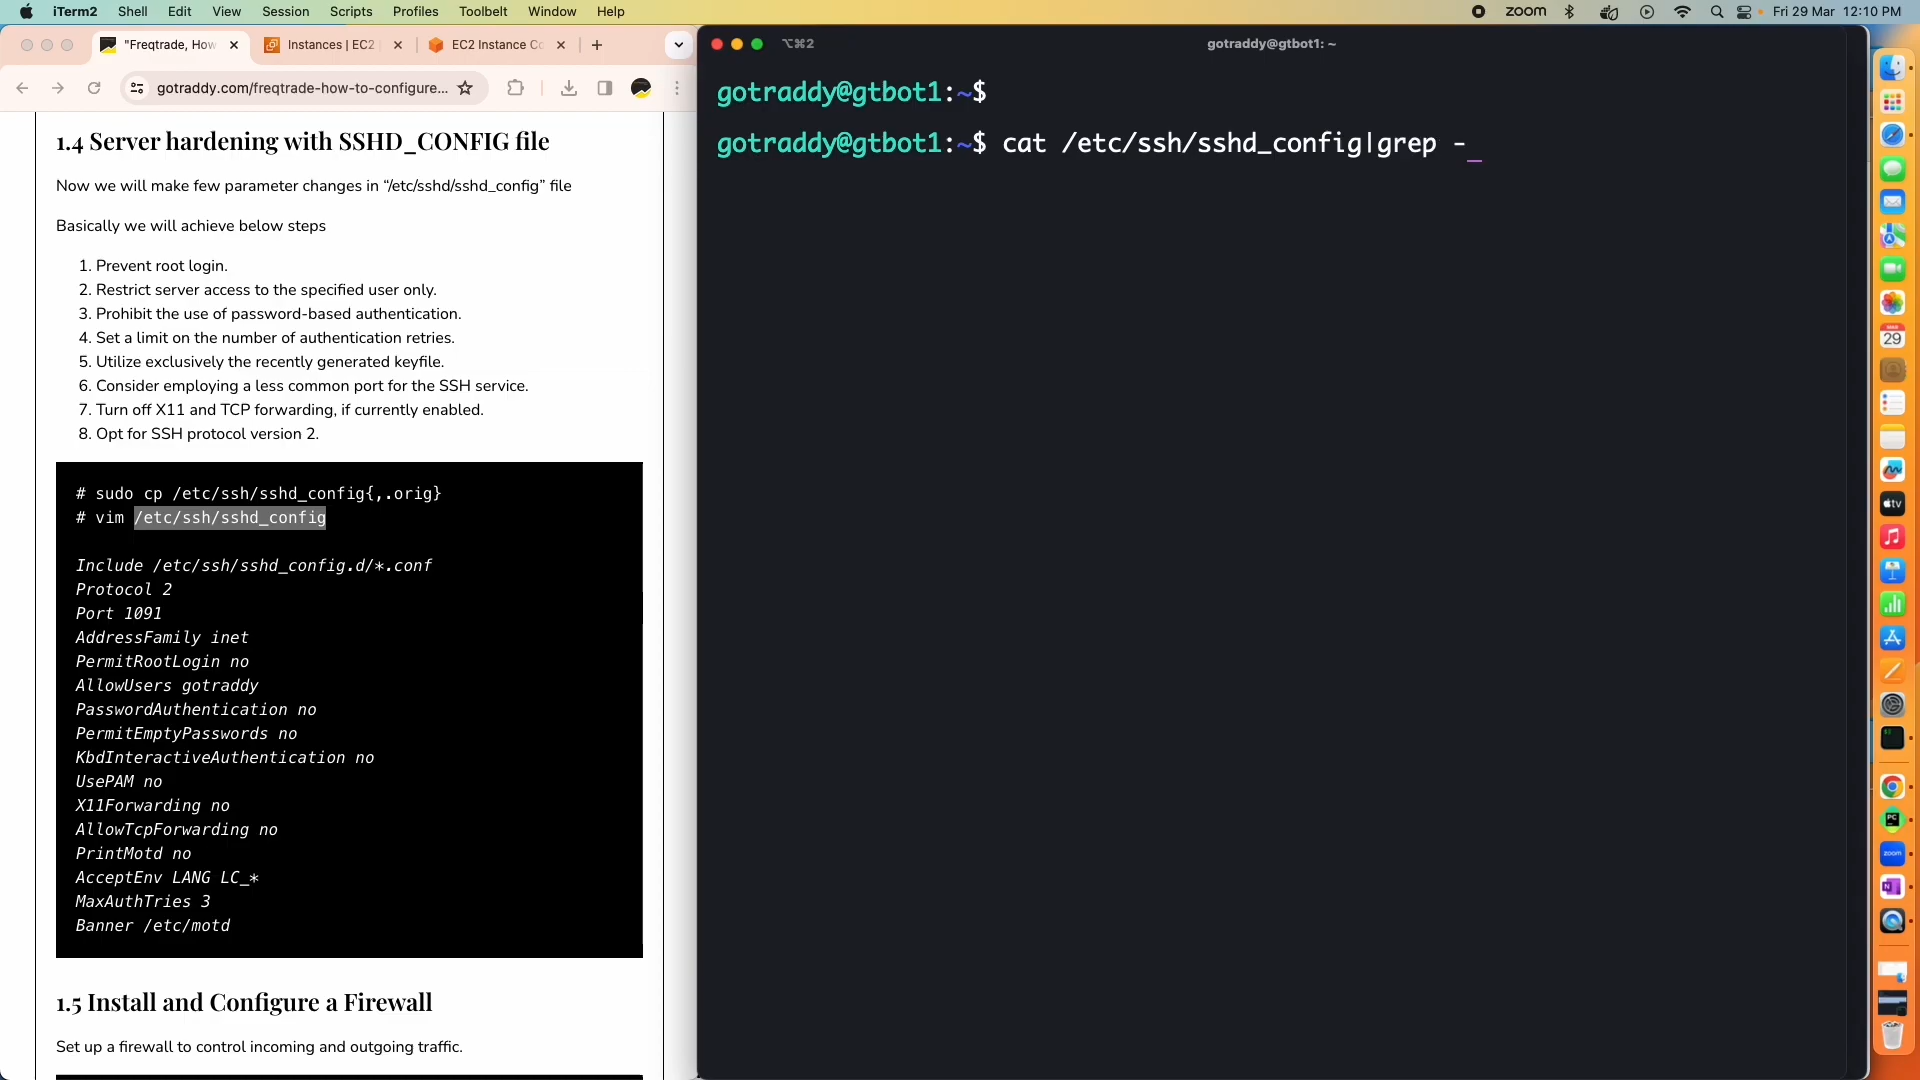 iTerm2 Shell Edit View Session Scripts Profiles Toolbelt Window Help zoom Fri 29 Mar 12:10 PM
"Freqtrade, How Instances | EC2 EC2 Instance Co
gotraddy.com/freqtrade-how-to-configure...
1.4 Server hardening with SSHD_CONFIG file
Now we will make few parameter changes in “/etc/sshd/sshd_config” file
Basically we will achieve below steps
1. Prevent root login.
2. Restrict server access to the specified user only.
3. Prohibit the use of password-based authentication.
4. Set a limit on the number of authentication retries.
5. Utilize exclusively the recently generated keyfile.
6. Consider employing a less common port for the SSH service.
7. Turn off X11 and TCP forwarding, if currently enabled.
8. Opt for SSH protocol version 2.
# sudo cp /etc/ssh/sshd_config{,.orig}
# vim /etc/ssh/sshd_config
Include /etc/ssh/sshd_config.d/*.conf
Protocol 2
Port 1091
AddressFamily inet
PermitRootLogin no
AllowUsers gotraddy
PasswordAuthentication no
PermitEmptyPasswords no
KbdInteractiveAuthentication no
UsePAM no
X11Forwarding no
AllowTcpForwarding no
PrintMotd no
AcceptEnv LANG LC_*
MaxAuthTries 3
Banner /etc/motd
1.5 Install and Configure a Firewall
Set up a firewall to control incoming and outgoing traffic.
⌥⌘2 gotraddy@gtbot1: ~
gotraddy@gtbot1:~$
gotraddy@gtbot1:~$ cat /etc/ssh/sshd_config|grep -
29
tv
PC
zoom
N